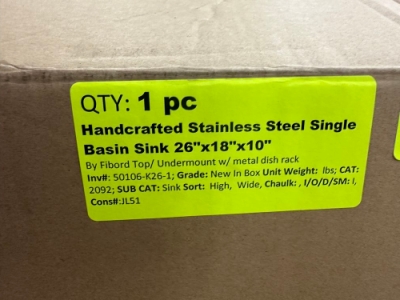 QTY: 1 pc
Handcrafted Stainless Steel Single
Basin Sink 26"x18"x10"
By Fibord Top/ Undermount w/ metal dish rack
Inv#: 50106-K26-1; Grade: New In Box Unit Weight:  lbs; CAT:
2092; SUB CAT: Sink Sort:  High,  Wide, Chaulk: , I/O/D/SM: I,
Cons#:JL51